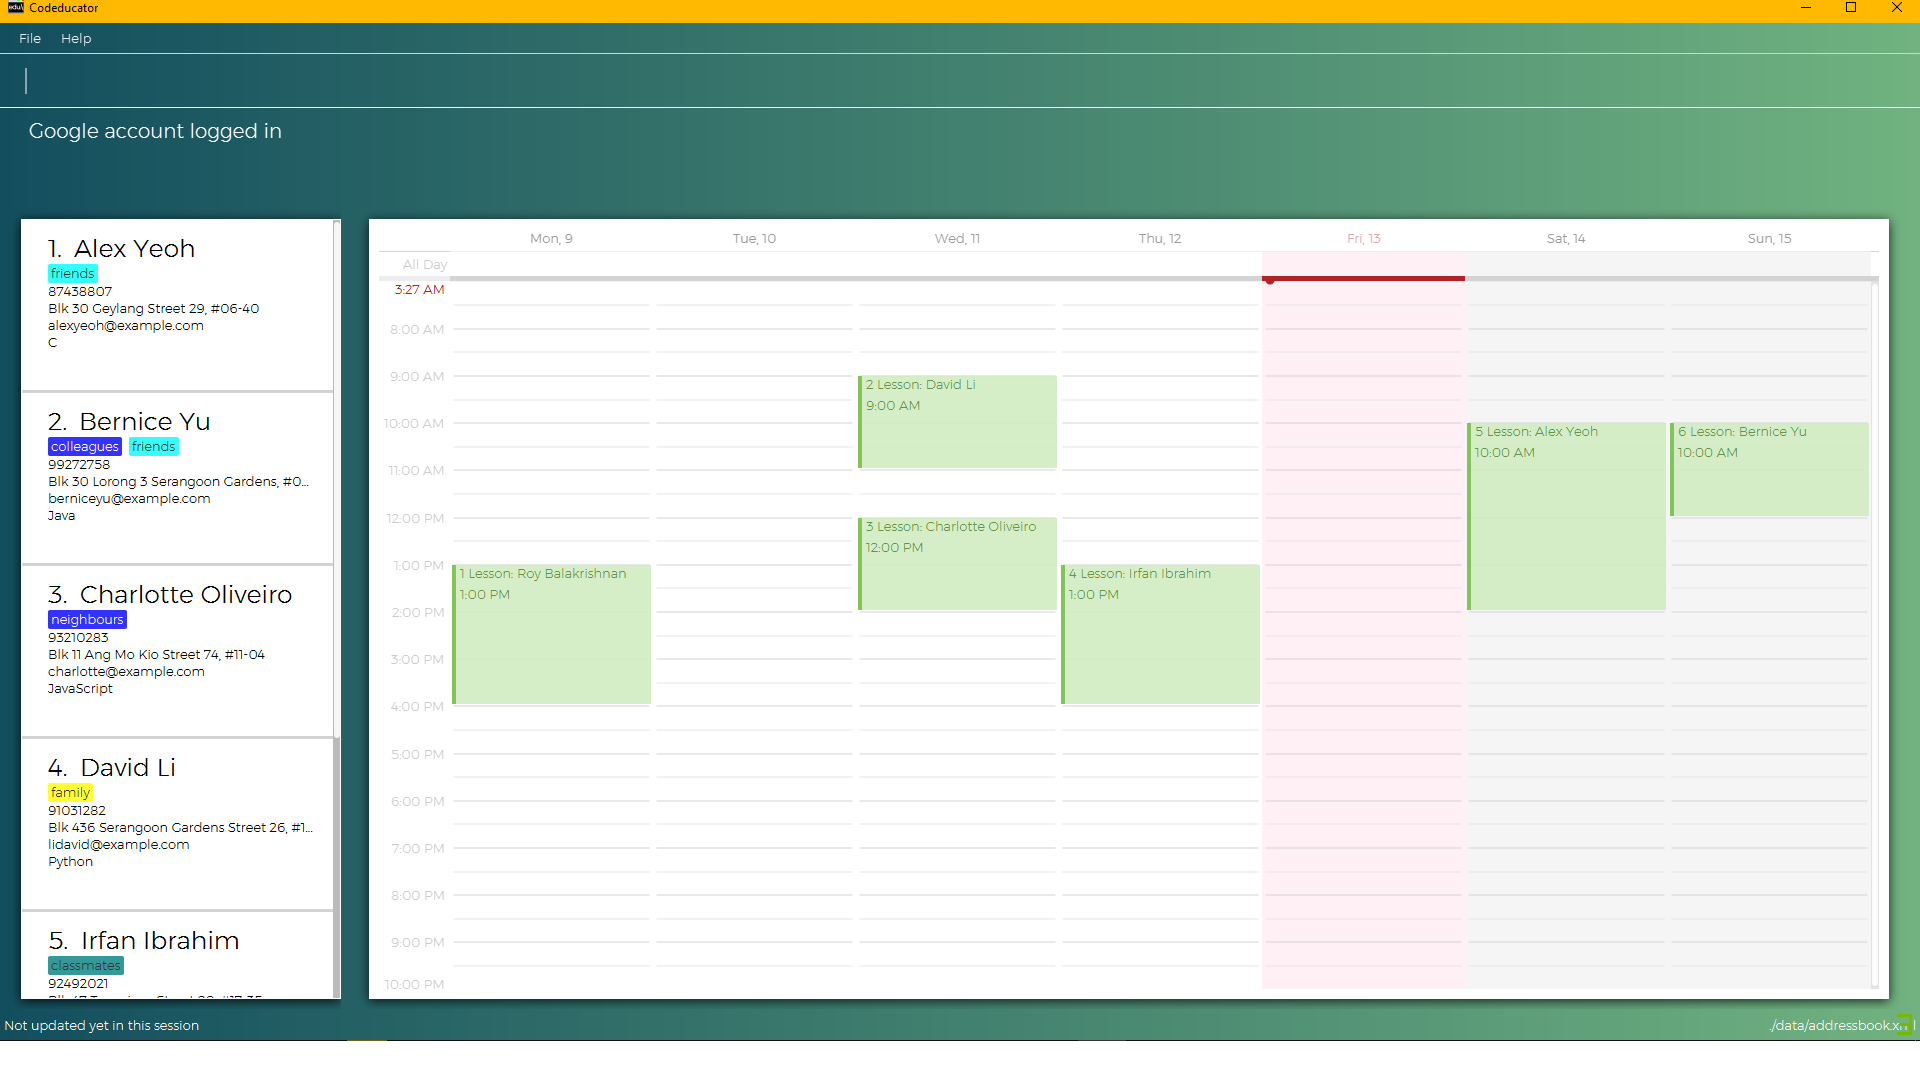 edu\
Codeducator
File Help
Google account logged in
1. Alex Yeoh
friends
87438807
Blk 30 Geylang Street 29, #06-40
alexyeoh@example.com
C
2. Bernice Yu
colleagues friends
99272758
Blk 30 Lorong 3 Serangoon Gardens, #0...
berniceyu@example.com
Java
3. Charlotte Oliveiro
neighbours
93210283
Blk 11 Ang Mo Kio Street 74, #11-04
charlotte@example.com
JavaScript
4. David Li
family
91031282
Blk 436 Serangoon Gardens Street 26, #1...
lidavid@example.com
Python
5. Irfan Ibrahim
classmates
92492021
Mon, 9 Tue, 10 Wed, 11 Thu, 12 Fri, 13 Sat, 14 Sun, 15
All Day
3:27 AM
8:00 AM
9:00 AM
10:00 AM
11:00 AM
12:00 PM
1:00 PM
2:00 PM
3:00 PM
4:00 PM
5:00 PM
6:00 PM
7:00 PM
8:00 PM
9:00 PM
10:00 PM
1 Lesson: Roy Balakrishnan
1:00 PM
2 Lesson: David Li
9:00 AM
3 Lesson: Charlotte Oliveiro
12:00 PM
4 Lesson: Irfan Ibrahim
1:00 PM
5 Lesson: Alex Yeoh
10:00 AM
6 Lesson: Bernice Yu
10:00 AM
Not updated yet in this session